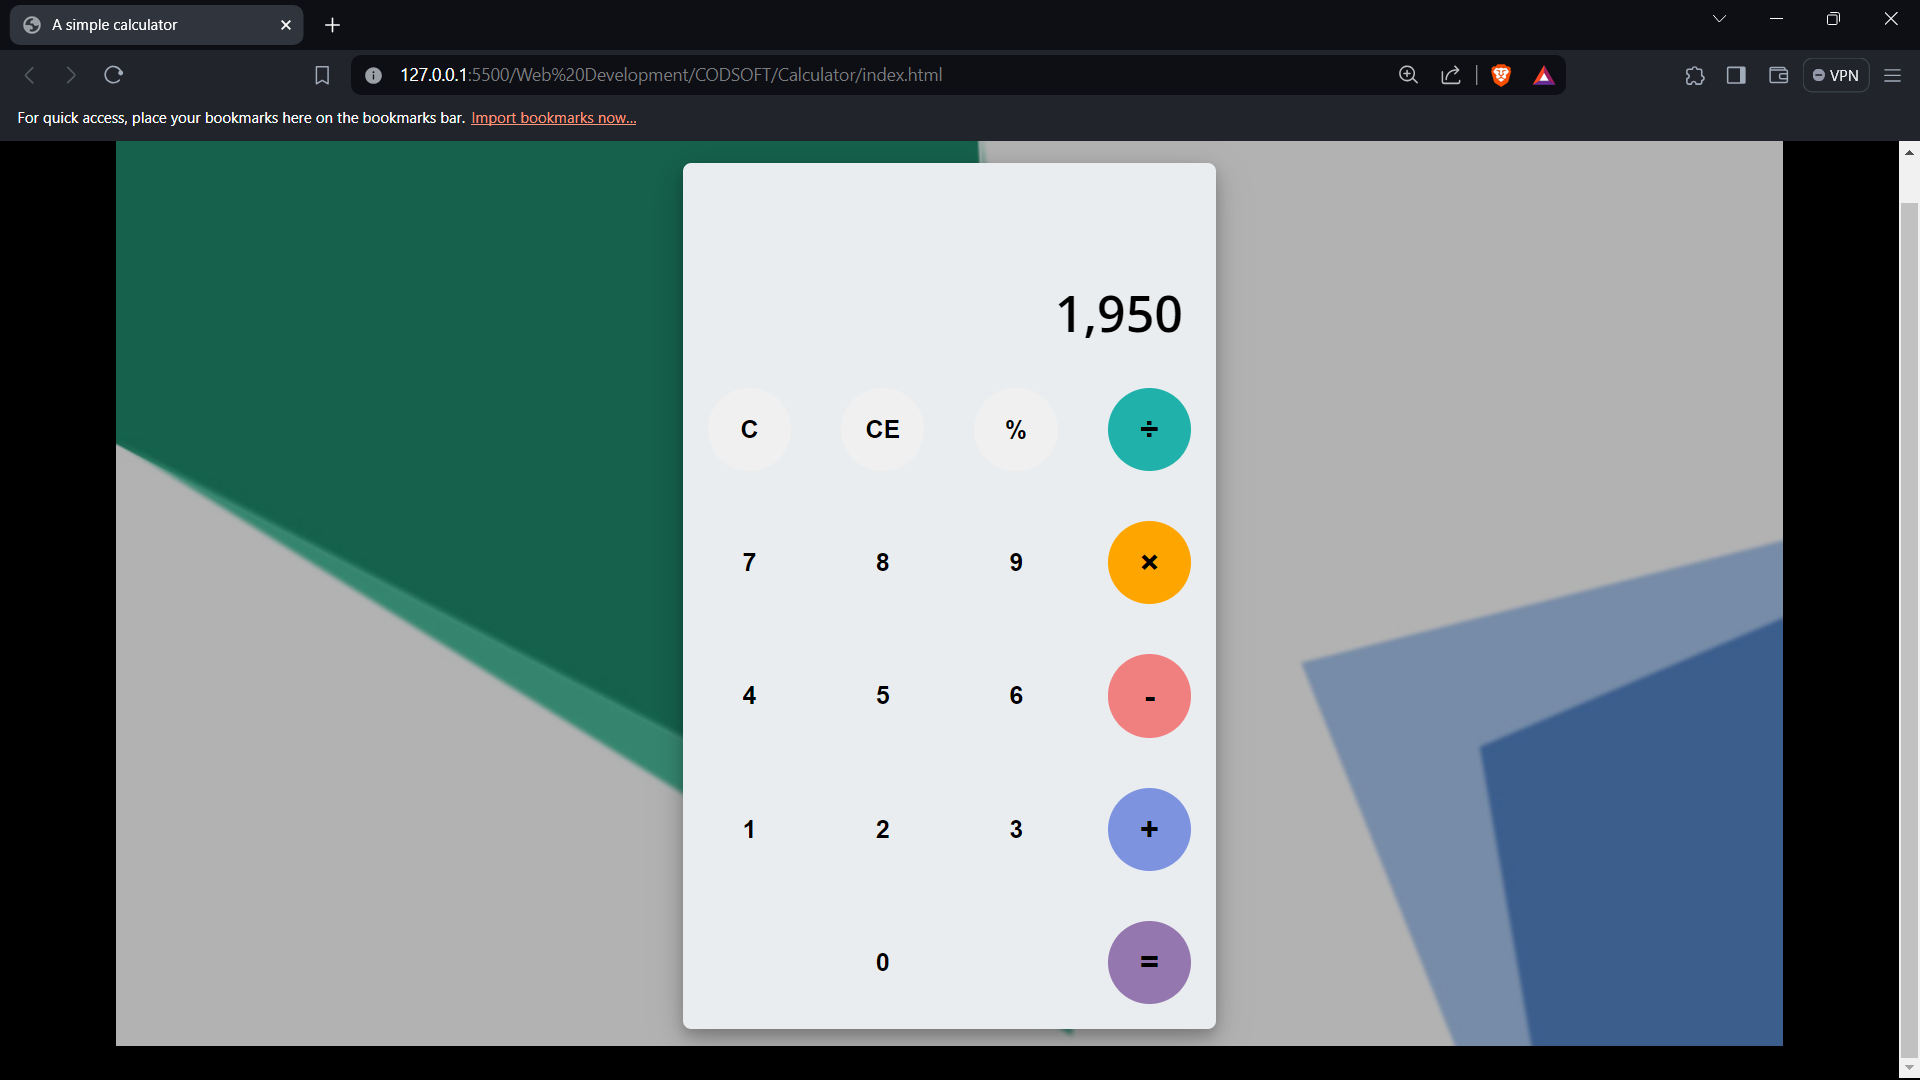 A simple calculator
127.0.0.1:5500/Web%20Development/CODSOFT/Calculator/index.html
VPN
For quick access, place your bookmarks here on the bookmarks bar. Import bookmarks now...
1,950
C CE % ÷
7 8 9 ×
4 5 6 -
1 2 3 +
0 =